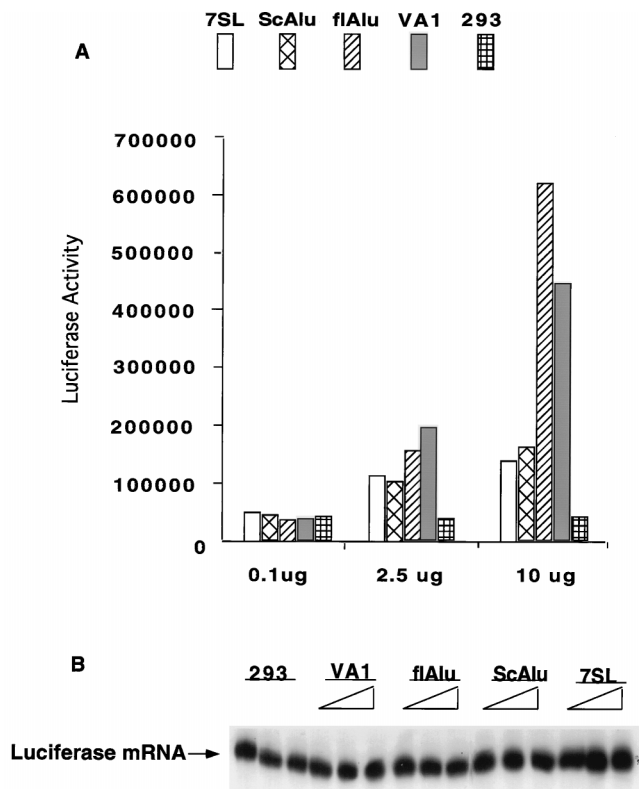 7SL ScAlu flAlu VA1 293
A
700000
600000
500000
400000
300000
200000
100000
0
Luciferase Activity
0.1ug 2.5 ug 10 ug
B
293 VA1 flAlu ScAlu 7SL
Luciferase mRNA